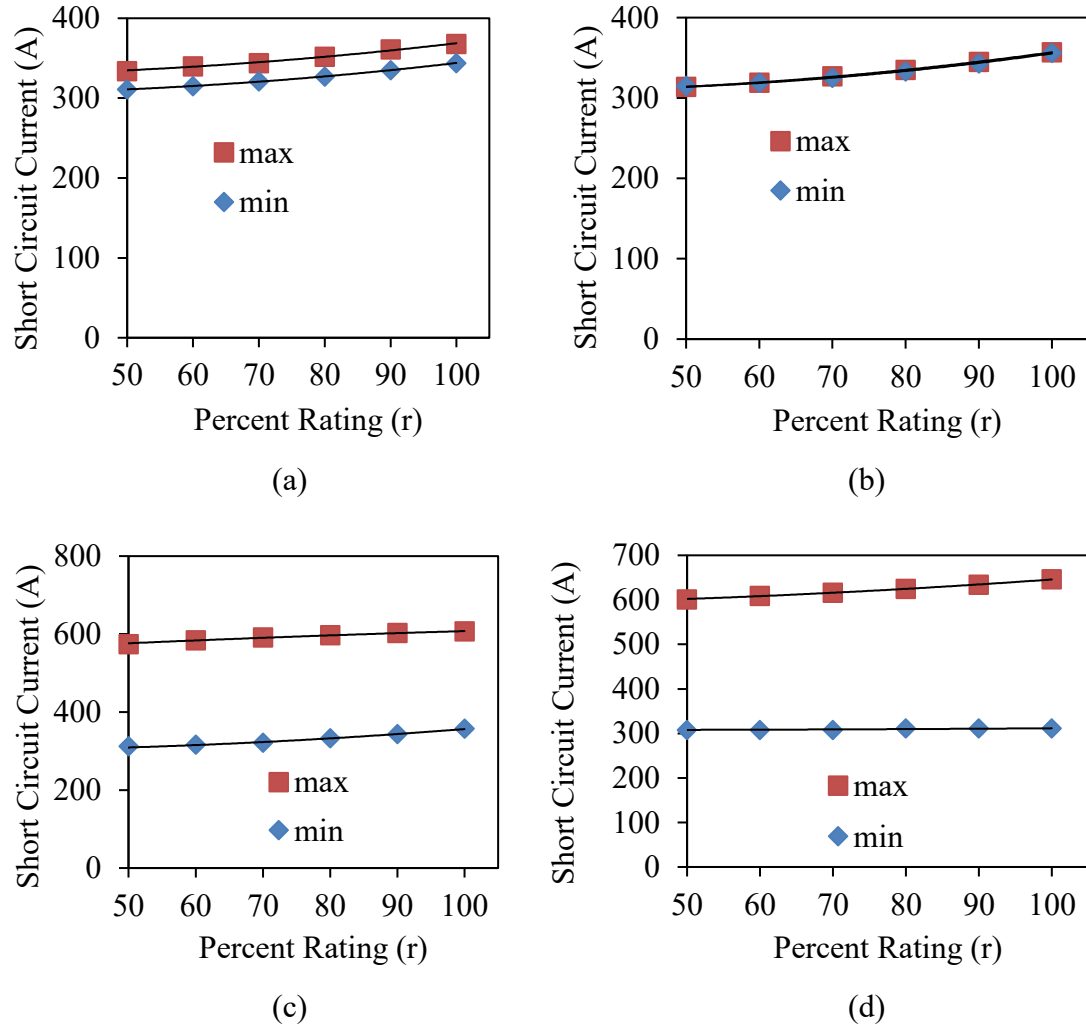 Short Circuit Current (A)
400
300
200
100
0
max
min
50 60 70 80 90 100
Percent Rating (r)
(a)
Short Circuit Current (A)
400
300
200
100
0
max
min
50 60 70 80 90 100
Percent Rating (r)
(b)
Short Circuit Current (A)
800
600
400
200
0
max
min
50 60 70 80 90 100
Percent Rating (r)
(c)
Short Circuit Current (A)
700
600
500
400
300
200
100
0
max
min
50 60 70 80 90 100
Percent Rating (r)
(d)